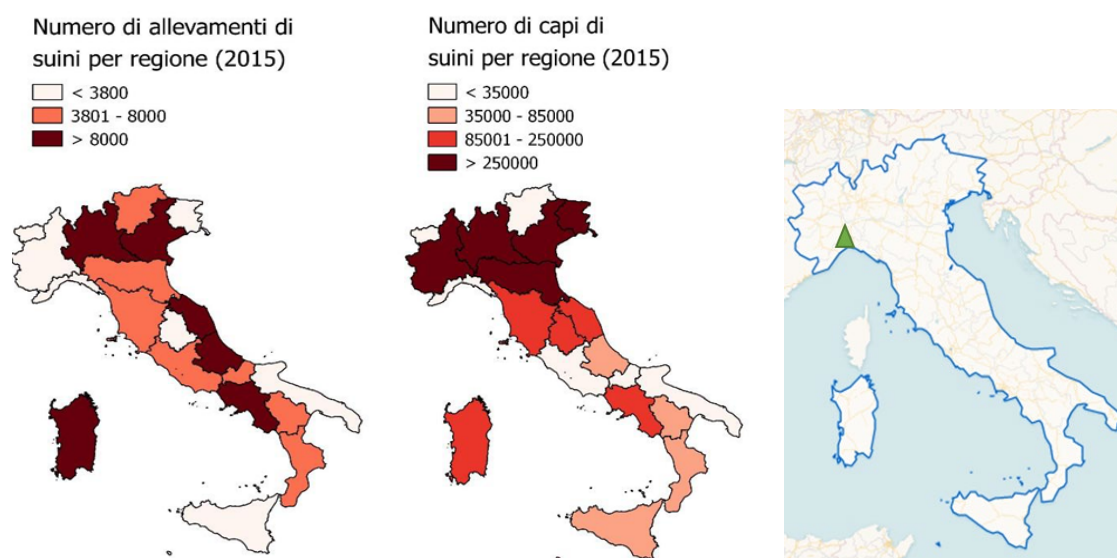 Numero di allevamenti di
suini per regione (2015)
< 3800
3801 - 8000
> 8000
Numero di capi di
suini per regione (2015)
< 35000
35000 - 85000
85001 - 250000
> 250000